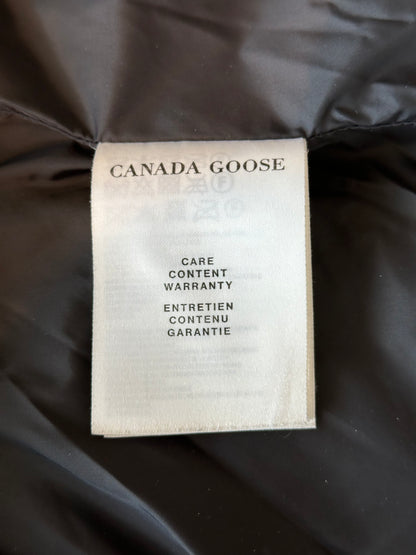 CANADA GOOSE
CARE
CONTENT
WARRANTY
ENTRETIEN
CONTENU
GARANTIE